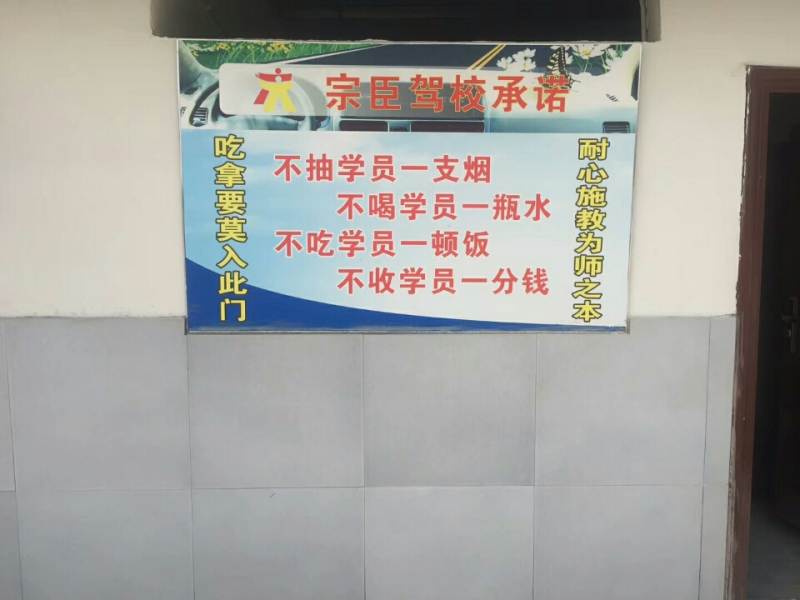 宗臣驾校承诺
吃拿要莫入此门
不抽学员一支烟
不喝学员一瓶水
不吃学员一顿饭
不收学员一分钱
耐心施教为师之本